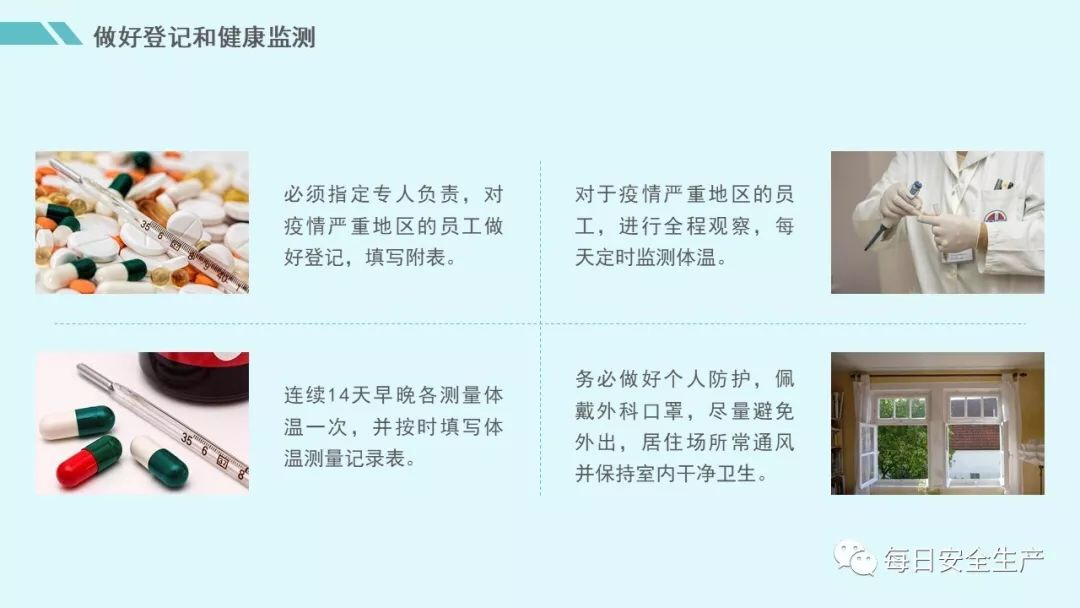 做好登记和健康监测
必须指定专人负责，对
疫情严重地区的员工做
好登记，填写附表。
对于疫情严重地区的员
工，进行全程观察，每
天定时监测体温。
连续14天早晚各测量体
温一次，并按时填写体
温测量记录表。
务必做好个人防护，佩
戴外科口罩，尽量避免
外出，居住场所常通风
并保持室内干净卫生。
每日安全生产